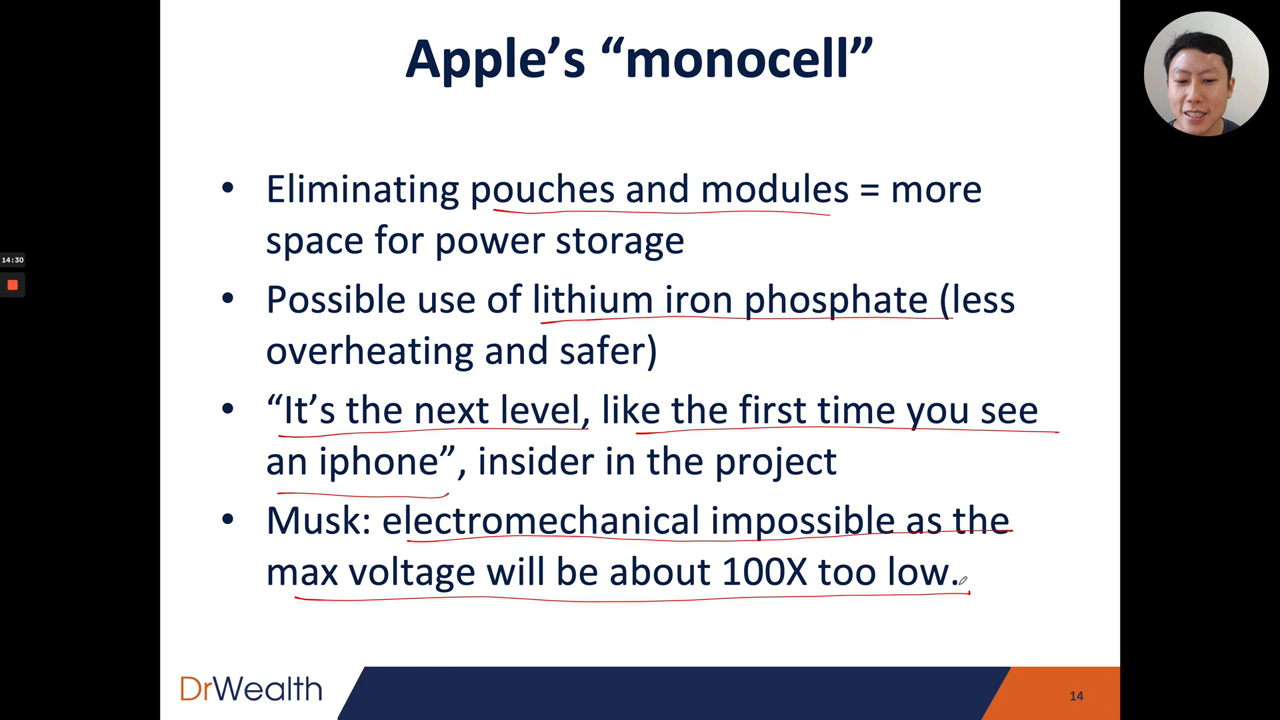 Apple’s “monocell”
• Eliminating pouches and modules = more
space for power storage
• Possible use of lithium iron phosphate (less
overheating and safer)
• “It’s the next level, like the first time you see
an iphone”, insider in the project
• Musk: electromechanical impossible as the
max voltage will be about 100X too low.
14:30
DrWealth
14